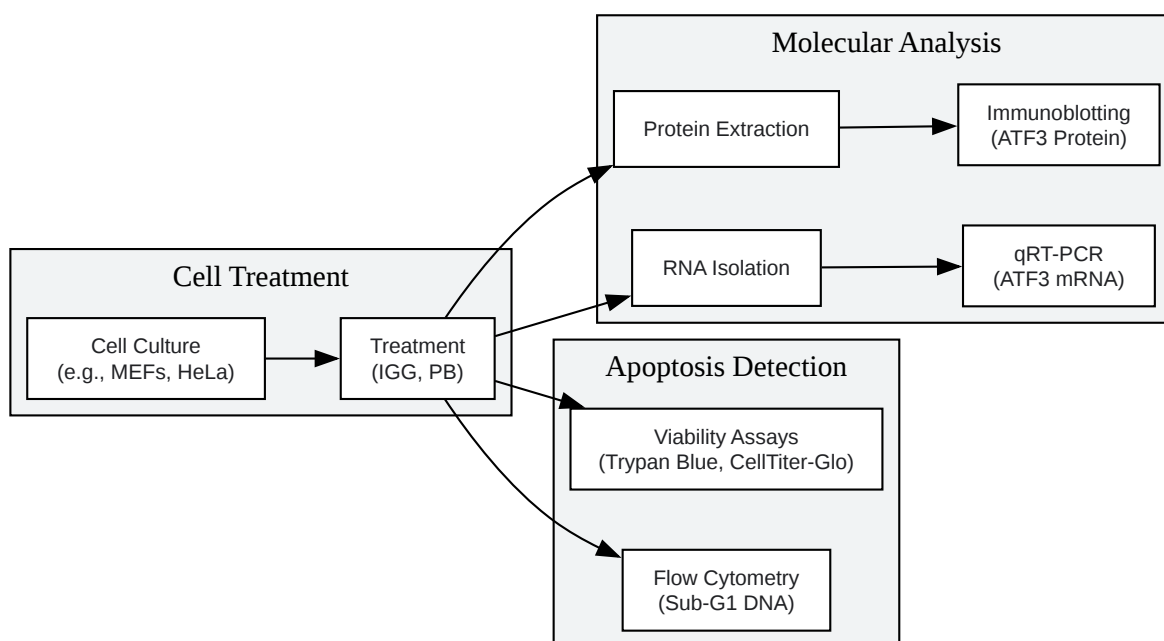 Molecular Analysis
Protein Extraction
Immunoblotting
(ATF3 Protein)
RNA Isolation
qRT-PCR
(ATF3 mRNA)
Cell Treatment
Cell Culture
(e.g., MEFs, HeLa)
Treatment
(IGG, PB)
Apoptosis Detection
Viability Assays
(Trypan Blue, CellTiter-Glo)
Flow Cytometry
(Sub-G1 DNA)